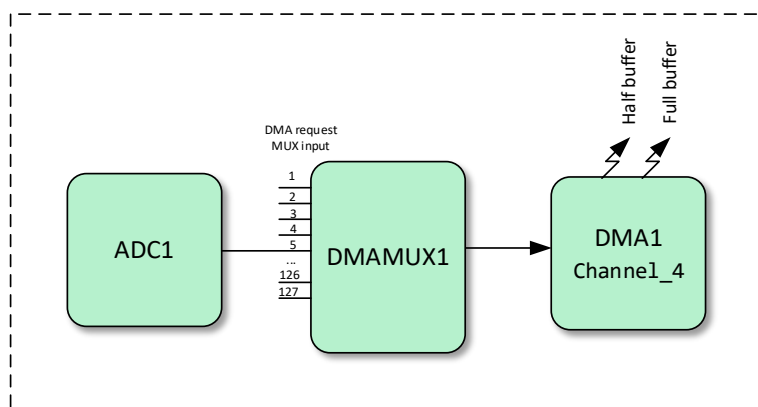 Half buffer
Full buffer
DMA request
MUX input
1
2
3
4
5
...
126
127
ADC1
DMAMUX1
DMA1
Channel_4